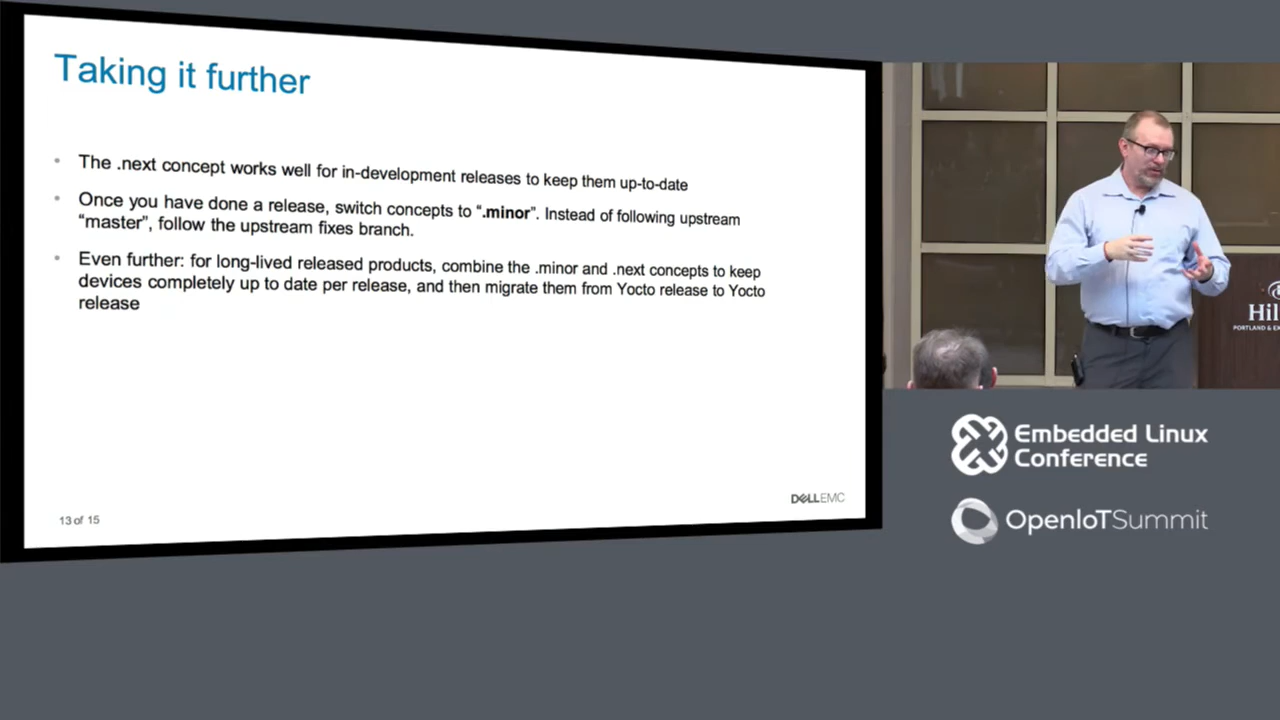 Taking it further
• The .next concept works well for in-development releases to keep them up-to-date
• Once you have done a release, switch concepts to “.minor”. Instead of following upstream
“master”, follow the upstream fixes branch.
• Even further: for long-lived released products, combine the .minor and .next concepts to keep
devices completely up to date per release, and then migrate them from Yocto release to Yocto
release
13 of 15
DELLEMC
Hil
PORTLAND & E
Embedded Linux
Conference
OpenIoTSummit